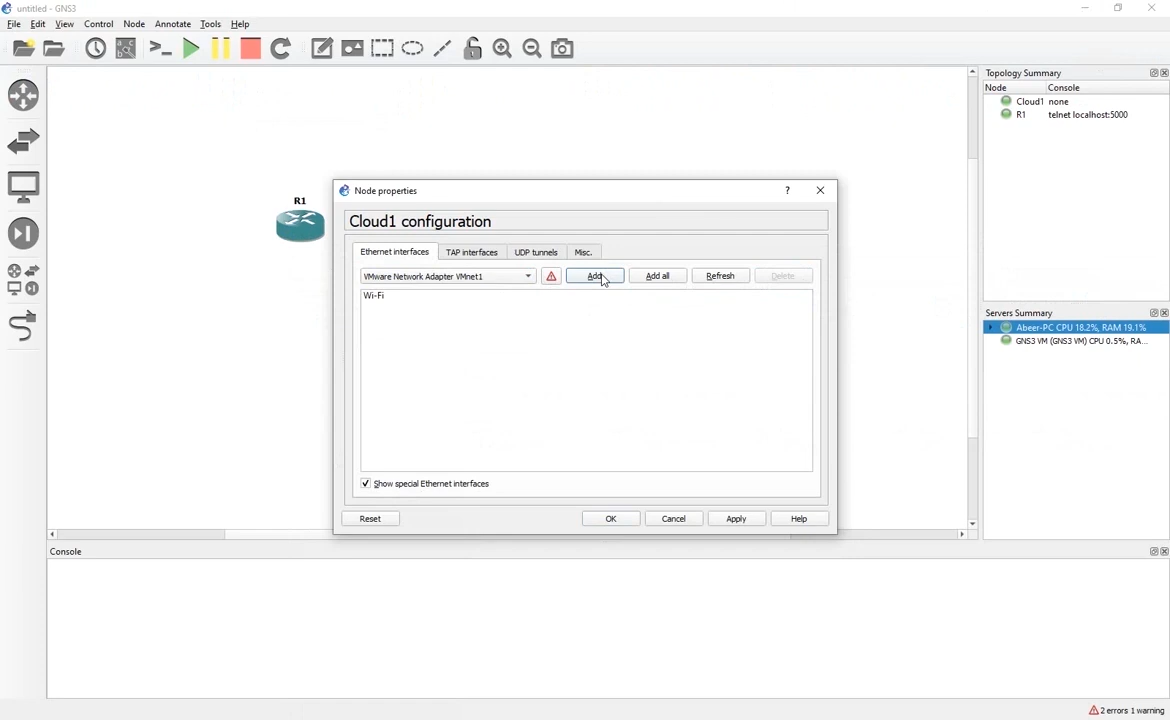 untitled - GNS3
File Edit View Control Node Annotate Tools Help
R1
Node properties
?
Cloud1 configuration
Ethernet interfaces TAP interfaces UDP tunnels Misc.
VMware Network Adapter VMnet1 Add Add all Refresh Delete
Wi-Fi
Show special Ethernet interfaces
Reset OK Cancel Apply Help
Topology Summary
Node Console
Cloud1 none
R1 telnet localhost:5000
Servers Summary
Abeer-PC CPU 18.2%, RAM 19.1%
GNS3 VM (GNS3 VM) CPU 0.5%, RA...
Console
2 errors 1 warning